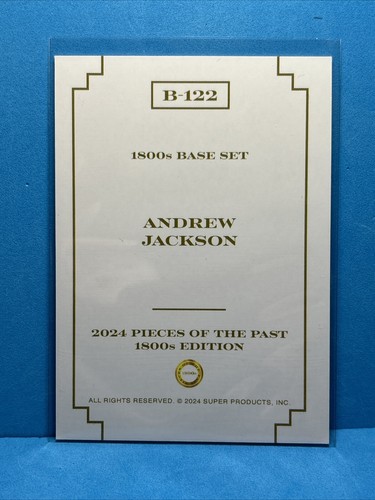 B-122
1800s BASE SET
ANDREW
JACKSON
2024 PIECES OF THE PAST
1800s EDITION
ALL RIGHTS RESERVED. © 2024 SUPER PRODUCTS, INC